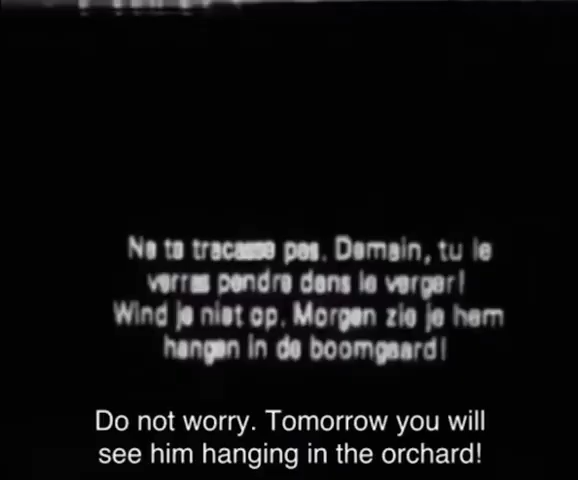 Ne te tracasse pas. Demain, tu le
verras pendre dans le verger!
Wind je niet op. Morgen zie je hem
hangen in de boomgaard!
Do not worry. Tomorrow you will
see him hanging in the orchard!